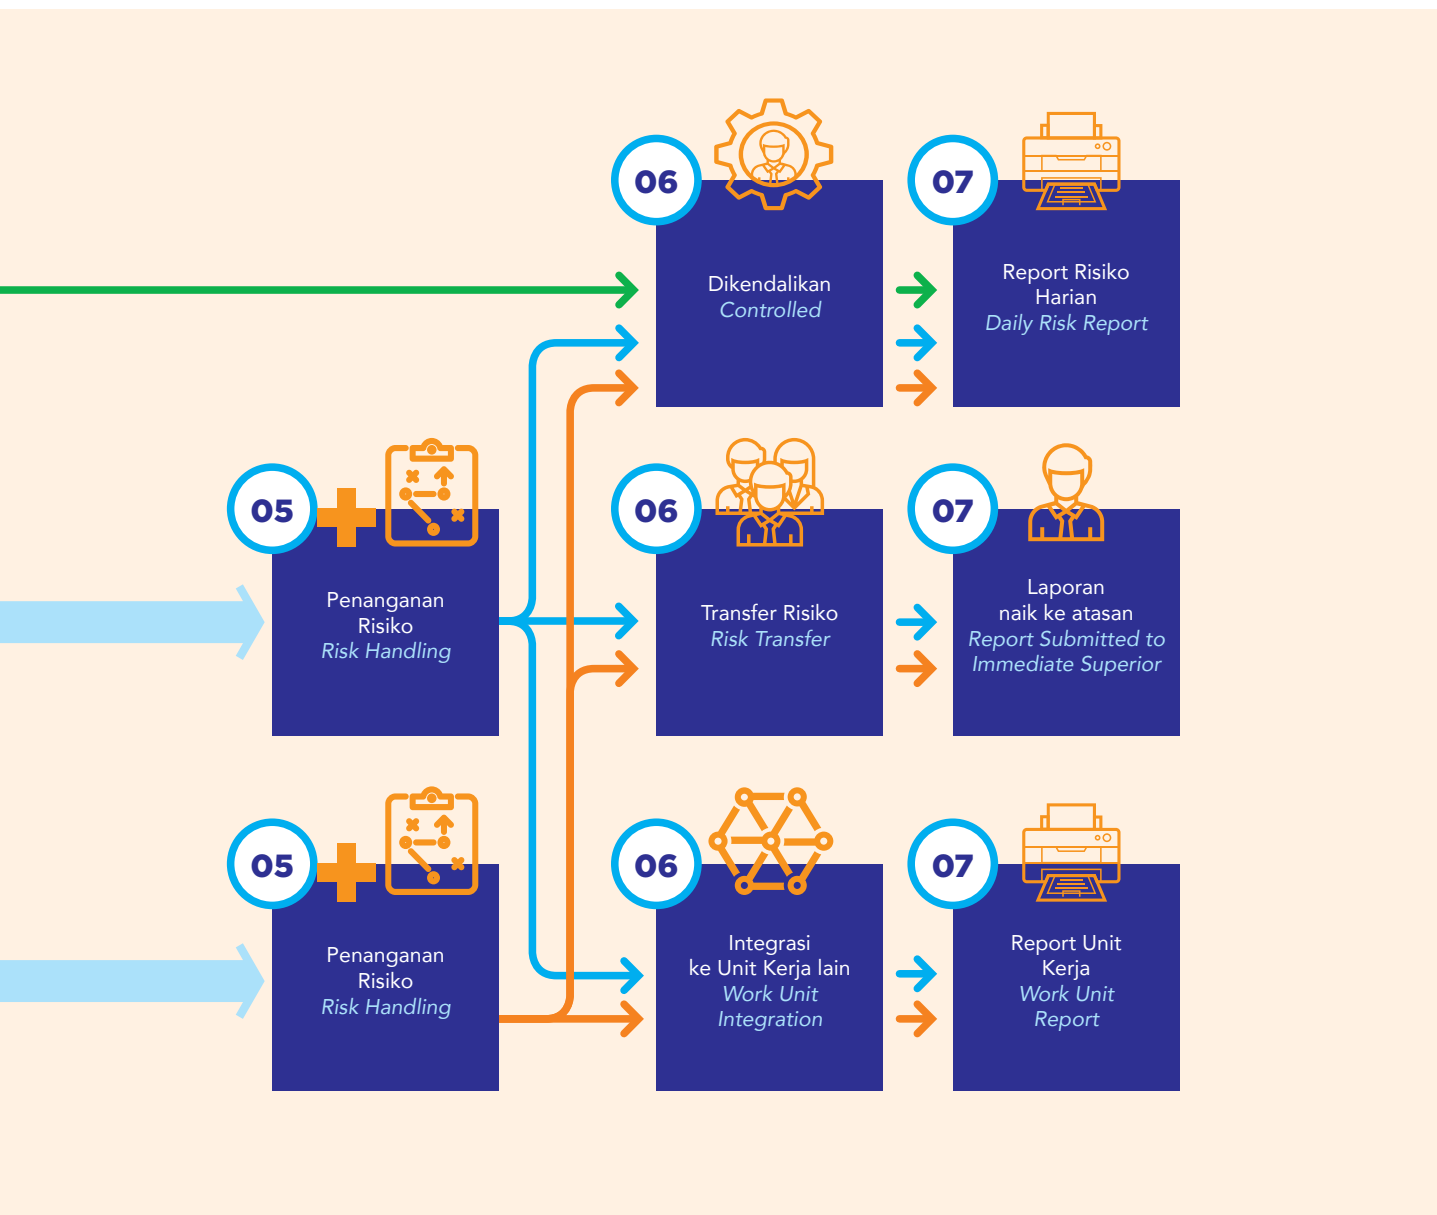 06
Dikendalikan
Controlled
07
Report Risiko
Harian
Daily Risk Report
05
Penanganan
Risiko
Risk Handling
06
Transfer Risiko
Risk Transfer
07
Laporan
naik ke atasan
Report Submitted to
Immediate Superior
05
Penanganan
Risiko
Risk Handling
06
Integrasi
ke Unit Kerja lain
Work Unit
Integration
07
Report Unit
Kerja
Work Unit
Report